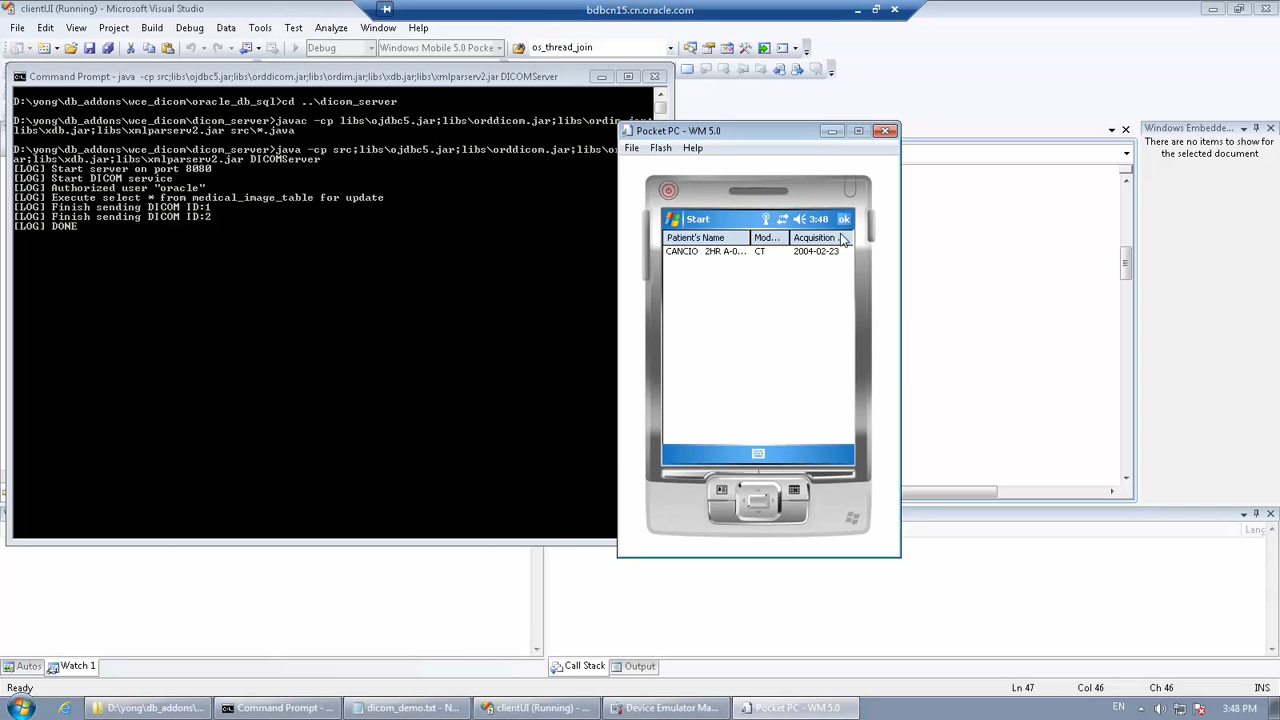 clientUI (Running) - Microsoft Visual Studio
bdbcn15.cn.oracle.com
File Edit View Project Build Debug Data Tools Test Analyze Window Help
Debug Windows Mobile 5.0 Pocke os_thread_join
java -cp src;libs\ojdbc5.jar;libs\orddicom.jar;libs\ordim.jar;libs\xdb.jar;libs\xmlparserv2.jar DICOMServer
D:\yong\db_addons\wce_dicom\oracle_db_sql>cd ..\dicom_server
D:\yong\db_addons\wce_dicom\dicom_server>javac -cp libs\ojdbc5.jar;libs\orddicom.jar;libs\ordim
libs\xdb.jar;libs\xmlparserv2.jar src\*.java
D:\yong\db_addons\wce_dicom\dicom_server>java -cp src;libs\ojdbc5.jar;libs\orddicom.jar;libs\or
ar;libs\xdb.jar;libs\xmlparserv2.jar DICOMServer
[LOG] Start server on port 8080
[LOG] Start DICOM service
[LOG] Authorized user "oracle"
[LOG] Execute select * from medical_image_table for update
[LOG] Finish sending DICOM ID:1
[LOG] Finish sending DICOM ID:2
[LOG] DONE
Pocket PC - WM 5.0
File Flash Help
Start 3:48 ok
Patient's Name Mod... Acquisition
CANCIO 2HR A-0... CT 2004-02-23
Windows Embedde...
There are no items to show for
the selected document
Lang
Autos Watch 1
Call Stack Output
Ready Ln 47 Col 46 Ch 46 INS
D:\yong\db_addons\... Command Prompt - ... dicom_demo.txt - N... clientUI (Running) - ... Device Emulator Ma... Pocket PC - WM 5.0 EN 3:48 PM